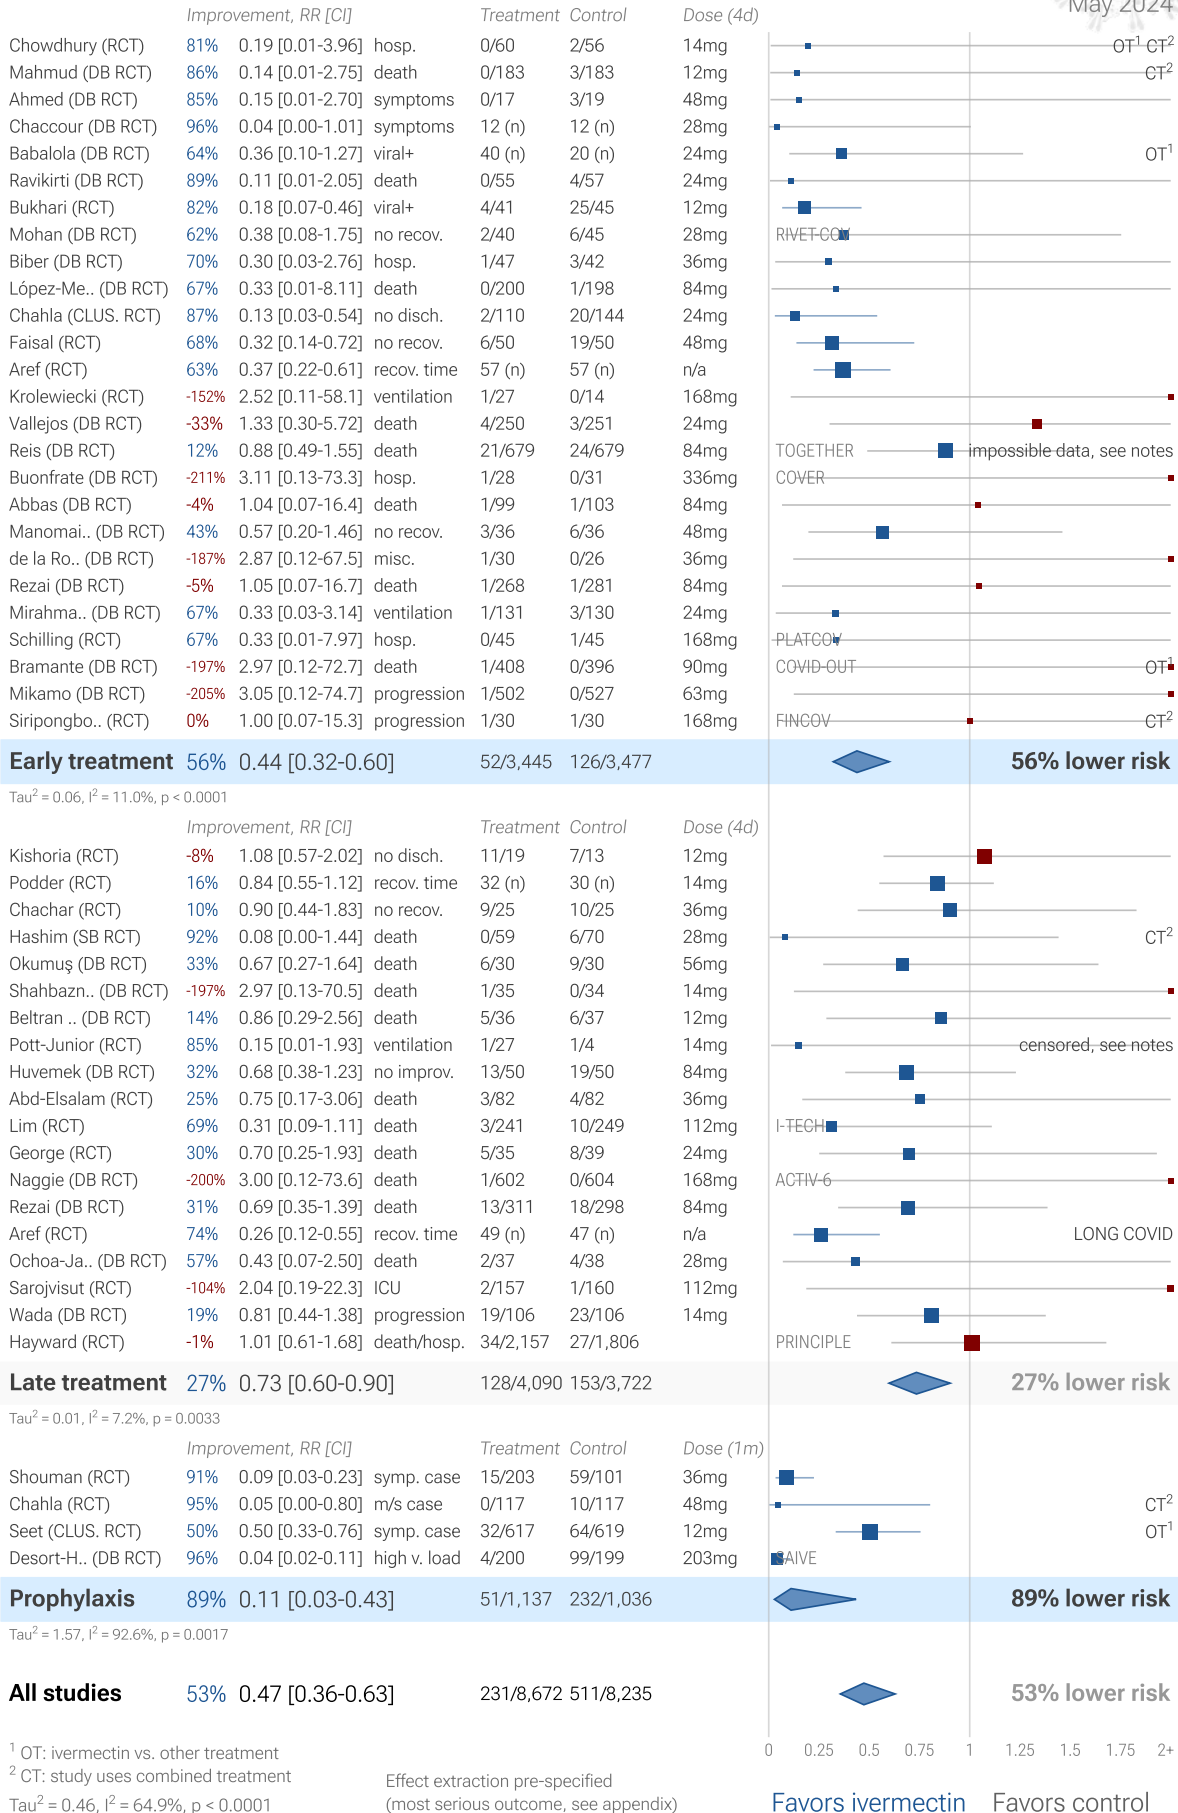 May 2024
Improvement, RR [CI] Treatment Control Dose (4d)
Chowdhury (RCT) 81% 0.19 [0.01-3.96] hosp. 0/60 2/56 14mg OT¹ CT²
Mahmud (DB RCT) 86% 0.14 [0.01-2.75] death 0/183 3/183 12mg CT²
Ahmed (DB RCT) 85% 0.15 [0.01-2.70] symptoms 0/17 3/19 48mg
Chaccour (DB RCT) 96% 0.04 [0.00-1.01] symptoms 12 (n) 12 (n) 28mg
Babalola (DB RCT) 64% 0.36 [0.10-1.27] viral+ 40 (n) 20 (n) 24mg OT¹
Ravikirti (DB RCT) 89% 0.11 [0.01-2.05] death 0/55 4/57 24mg
Bukhari (RCT) 82% 0.18 [0.07-0.46] viral+ 4/41 25/45 12mg
Mohan (DB RCT) 62% 0.38 [0.08-1.75] no recov. 2/40 6/45 28mg RIVET-COV
Biber (DB RCT) 70% 0.30 [0.03-2.76] hosp. 1/47 3/42 36mg
López-Me.. (DB RCT) 67% 0.33 [0.01-8.11] death 0/200 1/198 84mg
Chahla (CLUS. RCT) 87% 0.13 [0.03-0.54] no disch. 2/110 20/144 24mg
Faisal (RCT) 68% 0.32 [0.14-0.72] no recov. 6/50 19/50 48mg
Aref (RCT) 63% 0.37 [0.22-0.61] recov. time 57 (n) 57 (n) n/a
Krolewiecki (RCT) -152% 2.52 [0.11-58.1] ventilation 1/27 0/14 168mg
Vallejos (DB RCT) -33% 1.33 [0.30-5.72] death 4/250 3/251 24mg
Reis (DB RCT) 12% 0.88 [0.49-1.55] death 21/679 24/679 84mg TOGETHER impossible data, see notes
Buonfrate (DB RCT) -211% 3.11 [0.13-73.3] hosp. 1/28 0/31 336mg COVER
Abbas (DB RCT) -4% 1.04 [0.07-16.4] death 1/99 1/103 84mg
Manomai.. (DB RCT) 43% 0.57 [0.20-1.46] no recov. 3/36 6/36 48mg
de la Ro.. (DB RCT) -187% 2.87 [0.12-67.5] misc. 1/30 0/26 36mg
Rezai (DB RCT) -5% 1.05 [0.07-16.7] death 1/268 1/281 84mg
Mirahma.. (DB RCT) 67% 0.33 [0.03-3.14] ventilation 1/131 3/130 24mg
Schilling (RCT) 67% 0.33 [0.01-7.97] hosp. 0/45 1/45 168mg PLATCOV
Bramante (DB RCT) -197% 2.97 [0.12-72.7] death 1/408 0/396 90mg COVID-OUT OT¹
Mikamo (DB RCT) -205% 3.05 [0.12-74.7] progression 1/502 0/527 63mg
Siripongbo.. (RCT) 0% 1.00 [0.07-15.3] progression 1/30 1/30 168mg FINCOV CT²
Early treatment 56% 0.44 [0.32-0.60] 52/3,445 126/3,477 56% lower risk
Tau² = 0.06, I² = 11.0%, p < 0.0001
Improvement, RR [CI] Treatment Control Dose (4d)
Kishoria (RCT) -8% 1.08 [0.57-2.02] no disch. 11/19 7/13 12mg
Podder (RCT) 16% 0.84 [0.55-1.12] recov. time 32 (n) 30 (n) 14mg
Chachar (RCT) 10% 0.90 [0.44-1.83] no recov. 9/25 10/25 36mg
Hashim (SB RCT) 92% 0.08 [0.00-1.44] death 0/59 6/70 28mg CT²
Okumuş (DB RCT) 33% 0.67 [0.27-1.64] death 6/30 9/30 56mg
Shahbazn.. (DB RCT) -197% 2.97 [0.13-70.5] death 1/35 0/34 14mg
Beltran .. (DB RCT) 14% 0.86 [0.29-2.56] death 5/36 6/37 12mg
Pott-Junior (RCT) 85% 0.15 [0.01-1.93] ventilation 1/27 1/4 14mg censored, see notes
Huvemek (DB RCT) 32% 0.68 [0.38-1.23] no improv. 13/50 19/50 84mg
Abd-Elsalam (RCT) 25% 0.75 [0.17-3.06] death 3/82 4/82 36mg
Lim (RCT) 69% 0.31 [0.09-1.11] death 3/241 10/249 112mg I-TECH
George (RCT) 30% 0.70 [0.25-1.93] death 5/35 8/39 24mg
Naggie (DB RCT) -200% 3.00 [0.12-73.6] death 1/602 0/604 168mg ACTIV-6
Rezai (DB RCT) 31% 0.69 [0.35-1.39] death 13/311 18/298 84mg
Aref (RCT) 74% 0.26 [0.12-0.55] recov. time 49 (n) 47 (n) n/a LONG COVID
Ochoa-Ja.. (DB RCT) 57% 0.43 [0.07-2.50] death 2/37 4/38 28mg
Sarojvisut (RCT) -104% 2.04 [0.19-22.3] ICU 2/157 1/160 112mg
Wada (DB RCT) 19% 0.81 [0.44-1.38] progression 19/106 23/106 14mg
Hayward (RCT) -1% 1.01 [0.61-1.68] death/hosp. 34/2,157 27/1,806 PRINCIPLE
Late treatment 27% 0.73 [0.60-0.90] 128/4,090 153/3,722 27% lower risk
Tau² = 0.01, I² = 7.2%, p = 0.0033
Improvement, RR [CI] Treatment Control Dose (1m)
Shouman (RCT) 91% 0.09 [0.03-0.23] symp. case 15/203 59/101 36mg
Chahla (RCT) 95% 0.05 [0.00-0.80] m/s case 0/117 10/117 48mg CT²
Seet (CLUS. RCT) 50% 0.50 [0.33-0.76] symp. case 32/617 64/619 12mg OT¹
Desort-H.. (DB RCT) 96% 0.04 [0.02-0.11] high v. load 4/200 99/199 203mg SAIVE
Prophylaxis 89% 0.11 [0.03-0.43] 51/1,137 232/1,036 89% lower risk
Tau² = 1.57, I² = 92.6%, p = 0.0017
All studies 53% 0.47 [0.36-0.63] 231/8,672 511/8,235 53% lower risk
0 0.25 0.5 0.75 1 1.25 1.5 1.75 2+
¹ OT: ivermectin vs. other treatment
² CT: study uses combined treatment
Tau² = 0.46, I² = 64.9%, p < 0.0001
Effect extraction pre-specified
(most serious outcome, see appendix)
Favors ivermectin Favors control